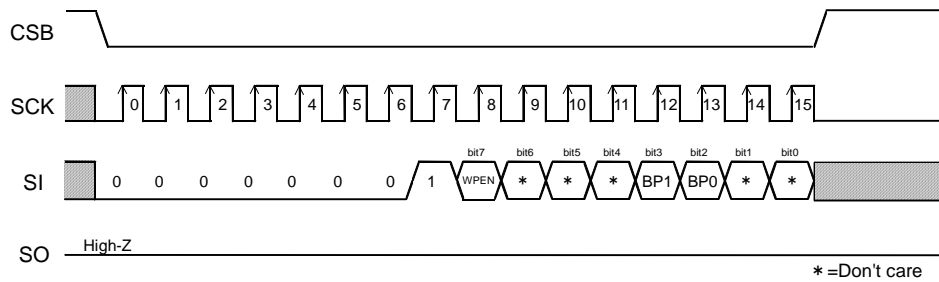 CSB
SCK 0 1 2 3 4 5 6 7 8 9 10 11 12 13 14 15
bit7 bit6 bit5 bit4 bit3 bit2 bit1 bit0
SI 0 0 0 0 0 0 0 1 WPEN * * * BP1 BP0 * *
High-Z
SO
* =Don't care